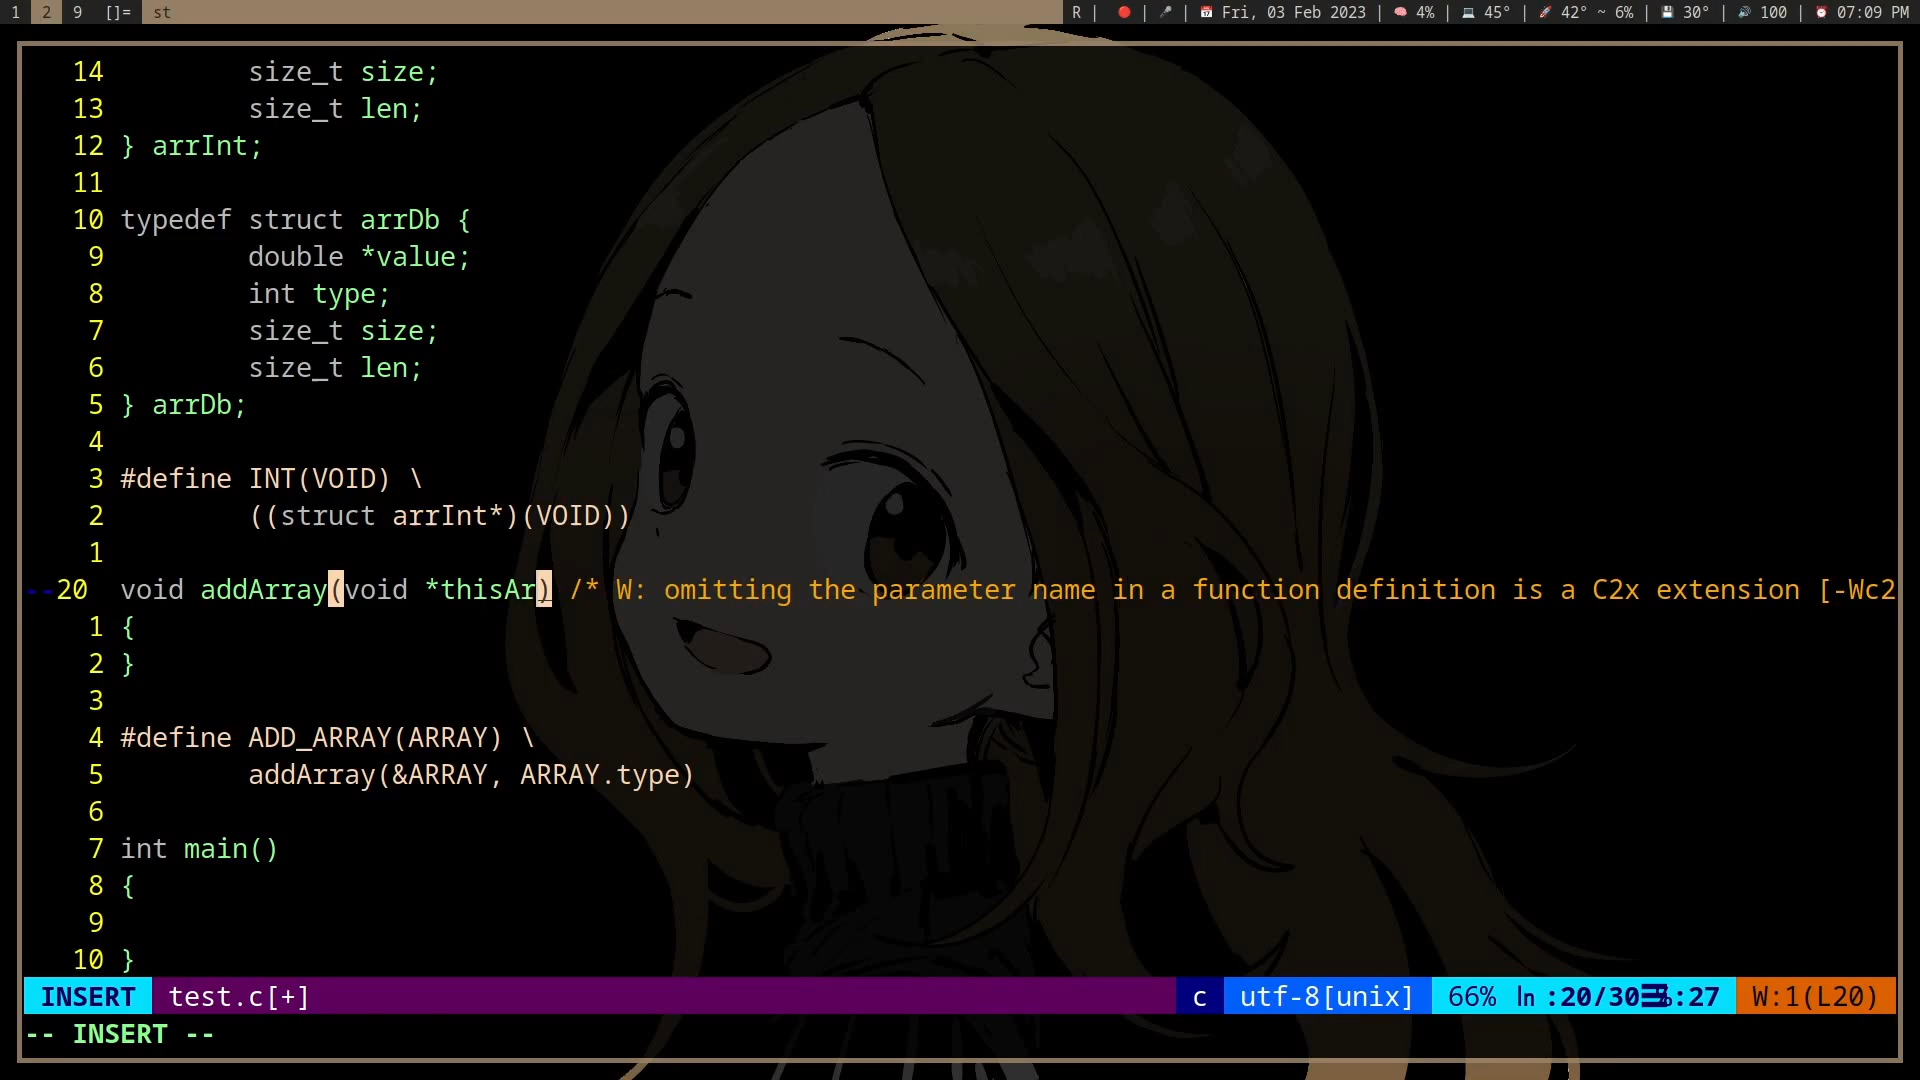 1 2 9 []= st R | | | Fri, 03 Feb 2023 | 4% | 45° | 42° ~ 6% | 30° | 100 | 07:09 PM
14 size_t size;
13 size_t len;
12 } arrInt;
11
10 typedef struct arrDb {
9 double *value;
8 int type;
7 size_t size;
6 size_t len;
5 } arrDb;
4
3 #define INT(VOID) \
2 ((struct arrInt*)(VOID))
1
--20 void addArray(void *thisAr) /* W: omitting the parameter name in a function definition is a C2x extension [-Wc2
1 {
2 }
3
4 #define ADD_ARRAY(ARRAY) \
5 addArray(&ARRAY, ARRAY.type)
6
7 int main()
8 {
9
10 }
INSERT test.c[+] c utf-8[unix] 66% ln :20/30☰℅:27 W:1(L20)
-- INSERT --